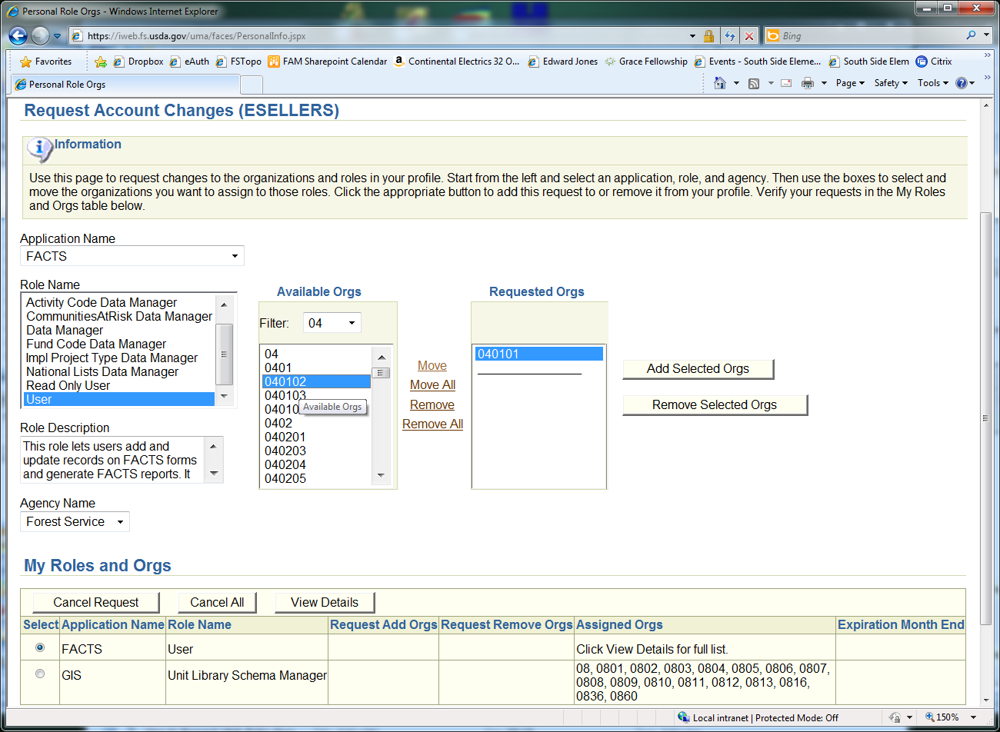 Personal Role Orgs - Windows Internet Explorer
https://iweb.fs.usda.gov/uma/faces/PersonalInfo.jspx
Bing
Favorites
Dropbox
eAuth
FSTopo
FAM Sharepoint Calendar
Continental Electrics 32 O...
Edward Jones
Grace Fellowship
Events - South Side Eleme...
South Side Elem
Citrix
Personal Role Orgs
Page
Safety
Tools
Request Account Changes (ESELLERS)
Information
Use this page to request changes to the organizations and roles in your profile. Start from the left and select an application, role, and agency. Then use the boxes to select and
move the organizations you want to assign to those roles. Click the appropriate button to add this request to or remove it from your profile. Verify your requests in the My Roles
and Orgs table below.
Application Name
FACTS
Role Name
Activity Code Data Manager
CommunitiesAtRisk Data Manager
Data Manager
Fund Code Data Manager
Impl Project Type Data Manager
National Lists Data Manager
Read Only User
User
Role Description
This role lets users add and
update records on FACTS forms
and generate FACTS reports. It
Agency Name
Forest Service
Available Orgs
Filter: 04
04
0401
040102
040103
04010
0402
040201
040203
040204
040205
Available Orgs
Move
Move All
Remove
Remove All
Requested Orgs
040101
Add Selected Orgs
Remove Selected Orgs
My Roles and Orgs
Cancel Request
Cancel All
View Details
Select Application Name Role Name Request Add Orgs Request Remove Orgs Assigned Orgs Expiration Month End
FACTS User Click View Details for full list.
GIS Unit Library Schema Manager 08, 0801, 0802, 0803, 0804, 0805, 0806, 0807,
0808, 0809, 0810, 0811, 0812, 0813, 0816,
0836, 0860
Local intranet | Protected Mode: Off
150%